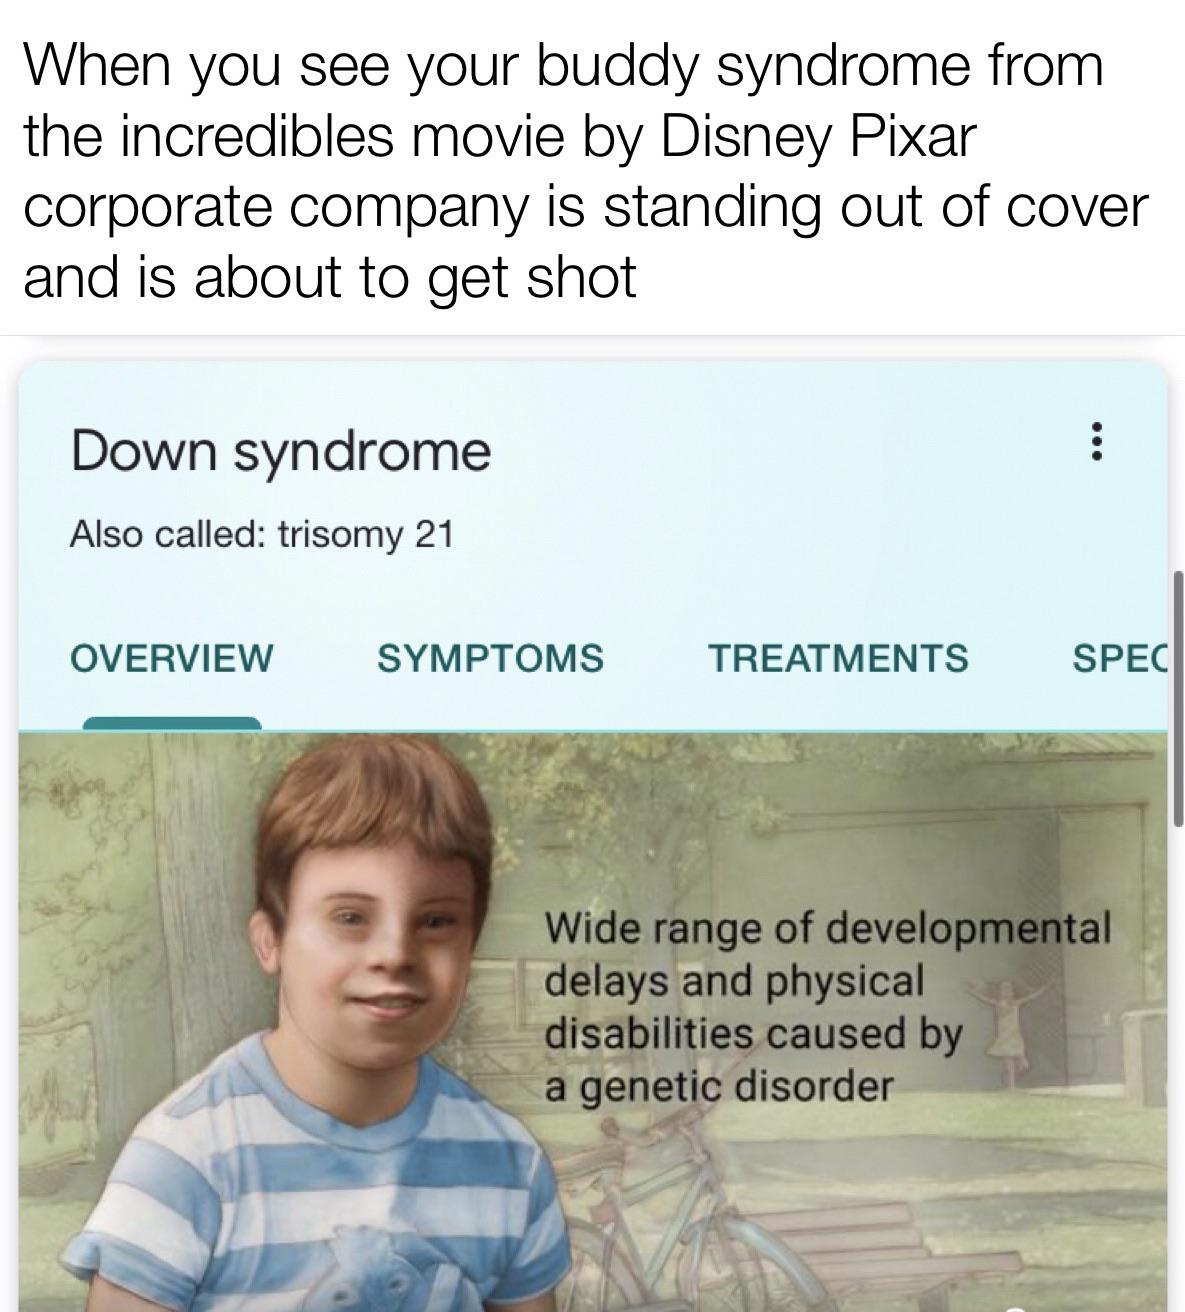 When you see your buddy syndrome from
the incredibles movie by Disney Pixar
corporate company is standing out of cover
and is about to get shot
Down syndrome
Also called: trisomy 21
OVERVIEW SYMPTOMS TREATMENTS SPEC
Wide range of developmental
delays and physical
disabilities caused by
a genetic disorder